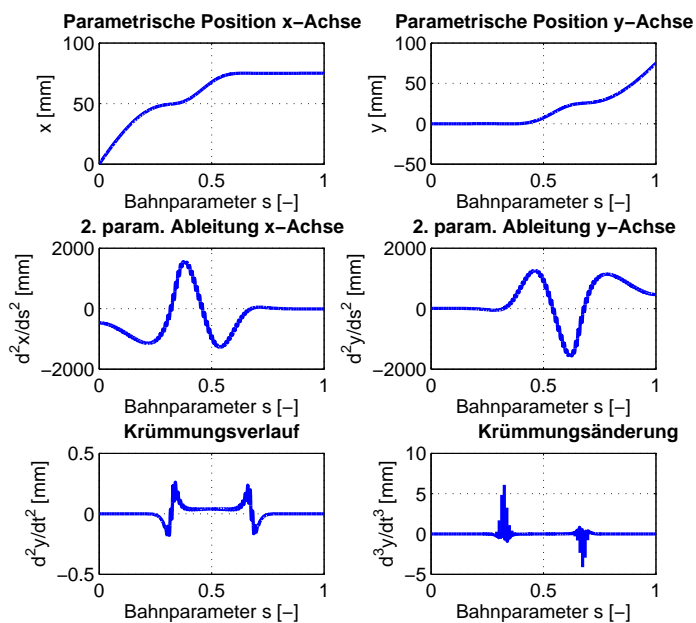 Parametrische Position x−Achse
100
50
0
x [mm]
0
0.5
1
Bahnparameter s [−]
Parametrische Position y−Achse
100
50
0
−50
y [mm]
0
0.5
1
Bahnparameter s [−]
2. param. Ableitung x−Achse
2000
0
−2000
d²x/ds² [mm]
0
0.5
1
Bahnparameter s [−]
2. param. Ableitung y−Achse
2000
0
−2000
d²y/ds² [mm]
0
0.5
1
Bahnparameter s [−]
Krümmungsverlauf
0.5
0
−0.5
d²y/dt² [mm]
0
0.5
1
Bahnparameter s [−]
Krümmungsänderung
10
5
0
5
d³y/dt³ [mm]
0
0.5
1
Bahnparameter s [−]